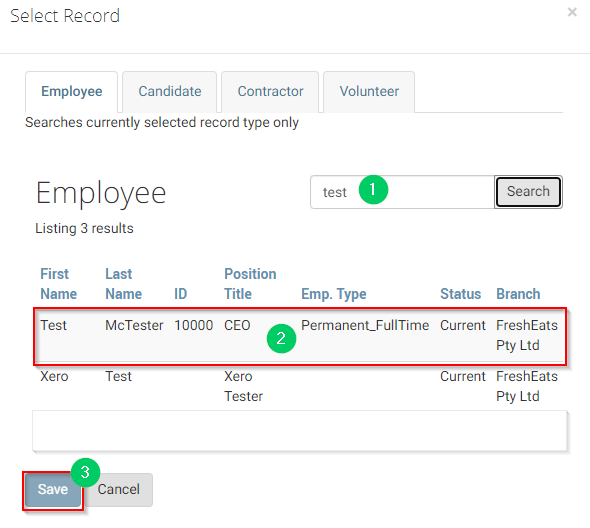 Select Record ×
Employee Candidate Contractor Volunteer
Searches currently selected record type only
Employee test 1 Search
Listing 3 results
First Name Last Name ID Position Title Emp. Type Status Branch
Test McTester 10000 CEO Permanent_FullTime Current FreshEats
2 Pty Ltd
Xero Test Xero Current FreshEats
Tester Pty Ltd
3
Save Cancel